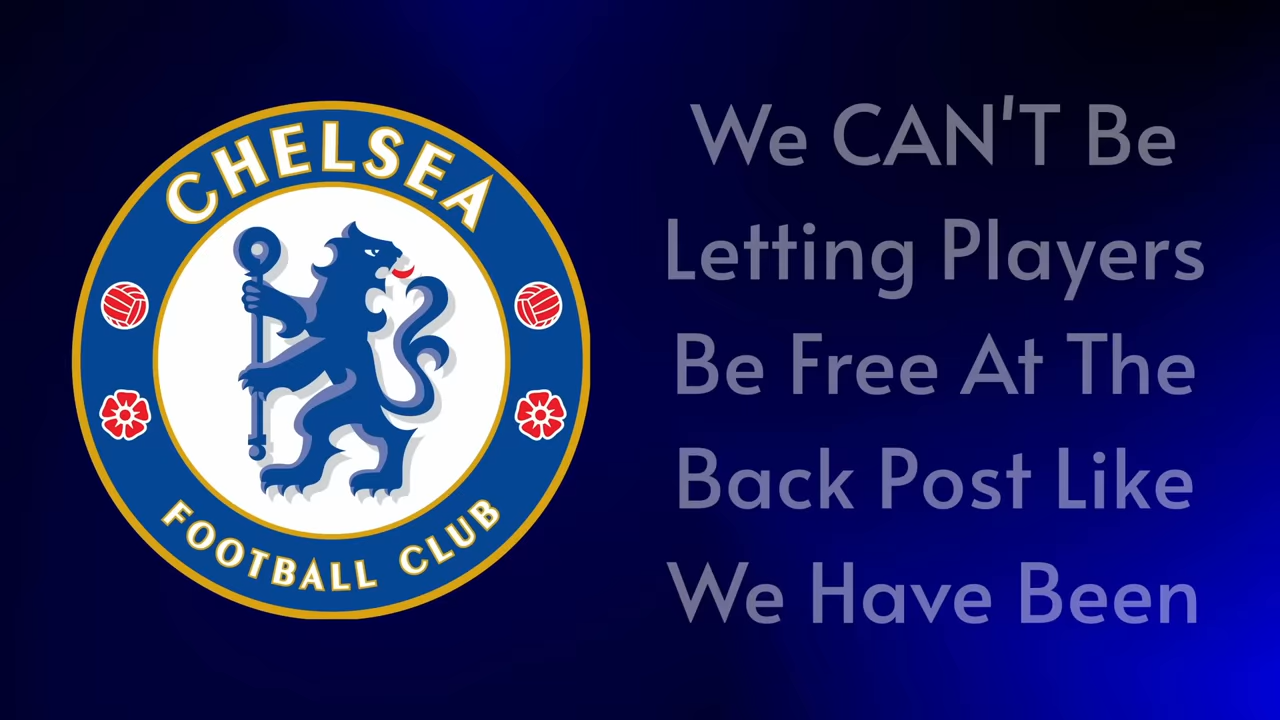 CHELSEA
FOOTBALL CLUB
We CAN'T Be
Letting Players
Be Free At The
Back Post Like
We Have Been